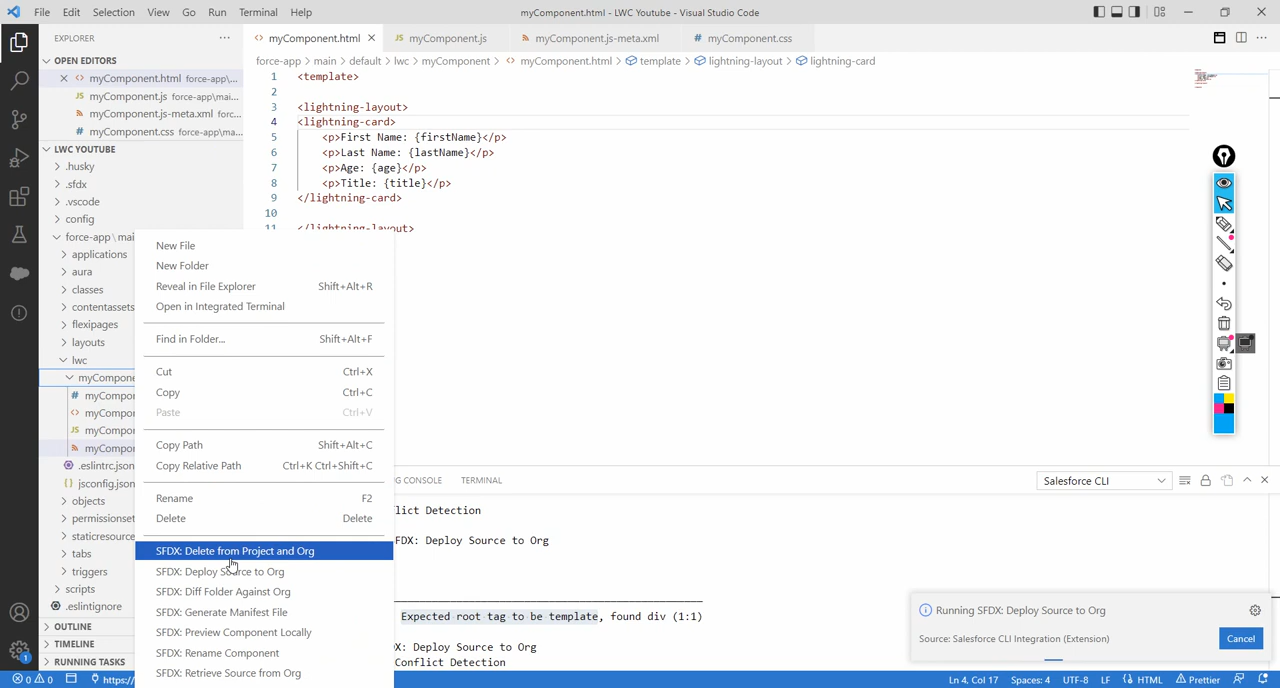 File Edit Selection View Go Run Terminal Help
myComponent.html - LWC Youtube - Visual Studio Code
EXPLORER
myComponent.html
JS myComponent.js
myComponent.js-meta.xml
# myComponent.css
OPEN EDITORS
force-app > main > default > lwc > myComponent > myComponent.html > template > lightning-layout > lightning-card
myComponent.html force-app\...
JS myComponent.js force-app\mai...
myComponent.js-meta.xml forc...
# myComponent.css force-app\ma...
LWC YOUTUBE
.husky
.sfdx
.vscode
config
force-app\mai
applications
aura
classes
contentassets
flexipages
layouts
lwc
myCompone
# myCompor
<> myCompor
JS myCompor
myCompor
.eslintrc.json
{} jsconfig.json
objects
permissionset
staticresource
tabs
triggers
scripts
.eslintignore
OUTLINE
TIMELINE
RUNNING TASKS
1 <template>
2
3 <lightning-layout>
4 <lightning-card>
5 <p>First Name: {firstName}</p>
6 <p>Last Name: {lastName}</p>
7 <p>Age: {age}</p>
8 <p>Title: {title}</p>
9 </lightning-card>
10
11 </lightning-layout>
New File
New Folder
Reveal in File Explorer Shift+Alt+R
Open in Integrated Terminal
Find in Folder... Shift+Alt+F
Cut Ctrl+X
Copy Ctrl+C
Paste Ctrl+V
Copy Path Shift+Alt+C
Copy Relative Path Ctrl+K Ctrl+Shift+C
Rename F2
Delete Delete
SFDX: Delete from Project and Org
SFDX: Deploy Source to Org
SFDX: Diff Folder Against Org
SFDX: Generate Manifest File
SFDX: Preview Component Locally
SFDX: Rename Component
SFDX: Retrieve Source from Org
G CONSOLE TERMINAL
Salesforce CLI
lict Detection
FDX: Deploy Source to Org
Expected root tag to be template, found div (1:1)
X: Deploy Source to Org
Conflict Detection
Running SFDX: Deploy Source to Org
Source: Salesforce CLI Integration (Extension)
Cancel
1
0 0 https://
Ln 4, Col 17 Spaces: 4 UTF-8 LF HTML Prettier